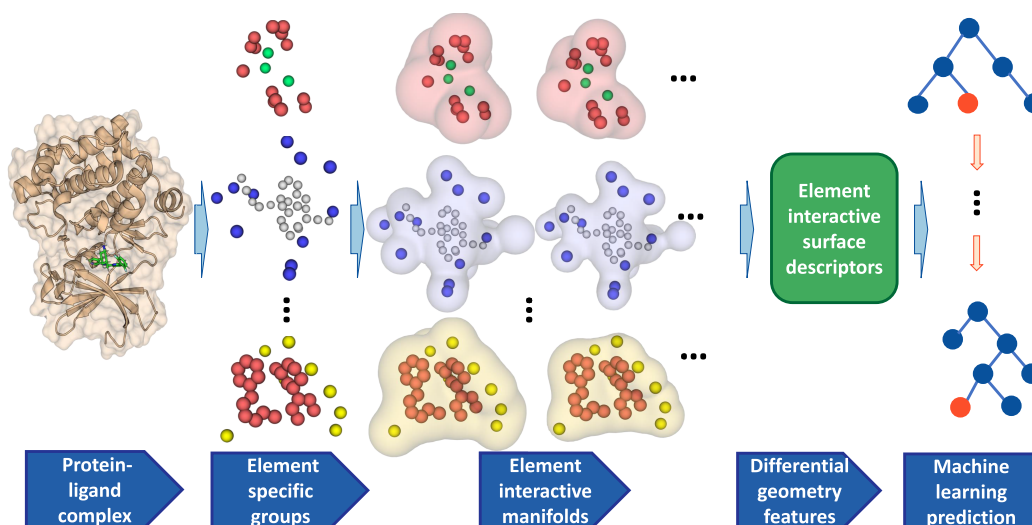 Element
interactive
surface
descriptors
Protein-
ligand
complex
Element
specific
groups
Element
interactive
manifolds
Differential
geometry
features
Machine
learning
prediction